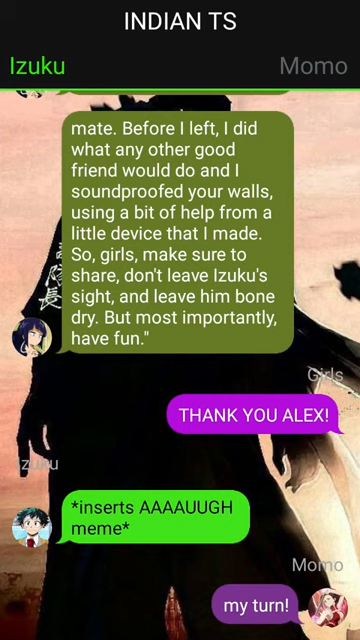 INDIAN TS
Izuku Momo
mate. Before I left, I did
what any other good
friend would do and I
soundproofed your walls,
using a bit of help from a
little device that I made.
So, girls, make sure to
share, don't leave Izuku's
sight, and leave him bone
dry. But most importantly,
have fun."
Girls
THANK YOU ALEX!
Izuku
*inserts AAAAUUGH
meme*
Momo
my turn!